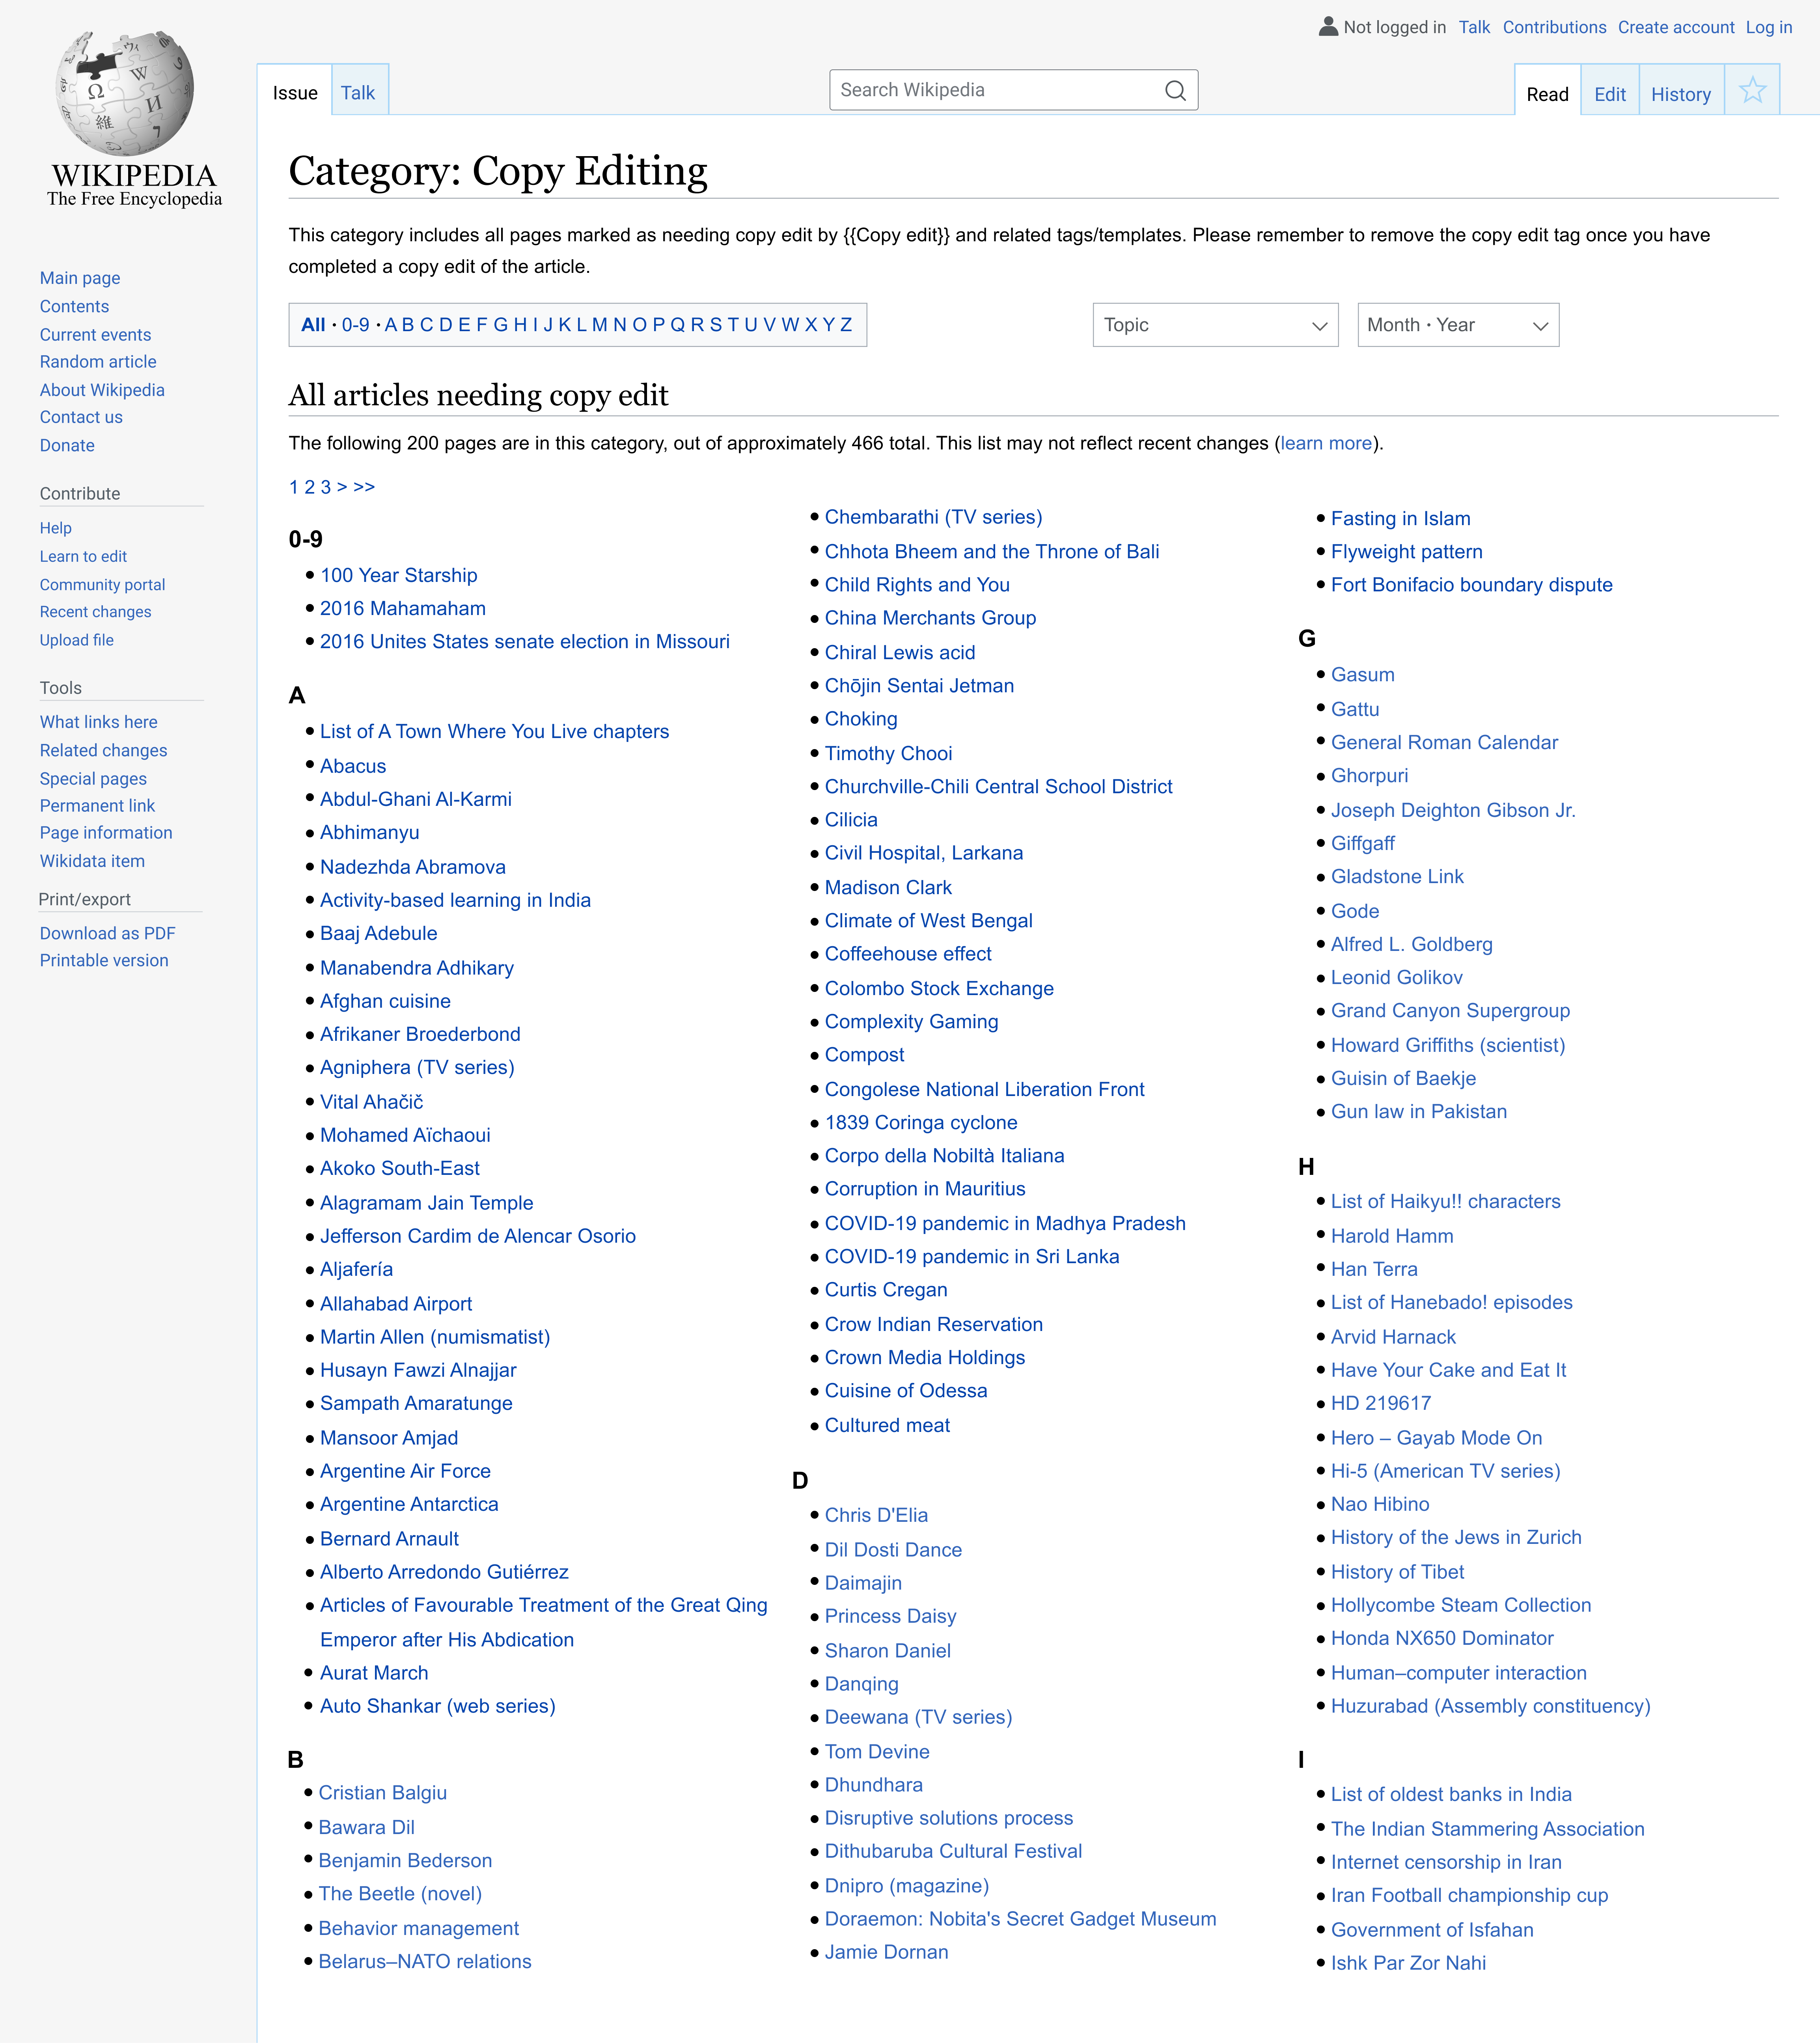 Not logged in Talk Contributions Create account Log in
Issue Talk
Search Wikipedia
Read Edit History
WIKIPEDIA
The Free Encyclopedia
Main page
Contents
Current events
Random article
About Wikipedia
Contact us
Donate
Contribute
Help
Learn to edit
Community portal
Recent changes
Upload file
Tools
What links here
Related changes
Special pages
Permanent link
Page information
Wikidata item
Print/export
Download as PDF
Printable version
Category: Copy Editing
This category includes all pages marked as needing copy edit by {{Copy edit}} and related tags/templates. Please remember to remove the copy edit tag once you have
completed a copy edit of the article.
All · 0-9 · A B C D E F G H I J K L M N O P Q R S T U V W X Y Z
Topic
Month · Year
All articles needing copy edit
The following 200 pages are in this category, out of approximately 466 total. This list may not reflect recent changes (learn more).
1 2 3 > >>
0-9
• 100 Year Starship
• 2016 Mahamaham
• 2016 Unites States senate election in Missouri
A
• List of A Town Where You Live chapters
• Abacus
• Abdul-Ghani Al-Karmi
• Abhimanyu
• Nadezhda Abramova
• Activity-based learning in India
• Baaj Adebule
• Manabendra Adhikary
• Afghan cuisine
• Afrikaner Broederbond
• Agniphera (TV series)
• Vital Ahačič
• Mohamed Aïchaoui
• Akoko South-East
• Alagramam Jain Temple
• Jefferson Cardim de Alencar Osorio
• Aljafería
• Allahabad Airport
• Martin Allen (numismatist)
• Husayn Fawzi Alnajjar
• Sampath Amaratunge
• Mansoor Amjad
• Argentine Air Force
• Argentine Antarctica
• Bernard Arnault
• Alberto Arredondo Gutiérrez
• Articles of Favourable Treatment of the Great Qing
Emperor after His Abdication
• Aurat March
• Auto Shankar (web series)
B
• Cristian Balgiu
• Bawara Dil
• Benjamin Bederson
• The Beetle (novel)
• Behavior management
• Belarus–NATO relations
• Chembarathi (TV series)
• Chhota Bheem and the Throne of Bali
• Child Rights and You
• China Merchants Group
• Chiral Lewis acid
• Chōjin Sentai Jetman
• Choking
• Timothy Chooi
• Churchville-Chili Central School District
• Cilicia
• Civil Hospital, Larkana
• Madison Clark
• Climate of West Bengal
• Coffeehouse effect
• Colombo Stock Exchange
• Complexity Gaming
• Compost
• Congolese National Liberation Front
• 1839 Coringa cyclone
• Corpo della Nobiltà Italiana
• Corruption in Mauritius
• COVID-19 pandemic in Madhya Pradesh
• COVID-19 pandemic in Sri Lanka
• Curtis Cregan
• Crow Indian Reservation
• Crown Media Holdings
• Cuisine of Odessa
• Cultured meat
D
• Chris D'Elia
• Dil Dosti Dance
• Daimajin
• Princess Daisy
• Sharon Daniel
• Danqing
• Deewana (TV series)
• Tom Devine
• Dhundhara
• Disruptive solutions process
• Dithubaruba Cultural Festival
• Dnipro (magazine)
• Doraemon: Nobita's Secret Gadget Museum
• Jamie Dornan
• Fasting in Islam
• Flyweight pattern
• Fort Bonifacio boundary dispute
G
• Gasum
• Gattu
• General Roman Calendar
• Ghorpuri
• Joseph Deighton Gibson Jr.
• Giffgaff
• Gladstone Link
• Gode
• Alfred L. Goldberg
• Leonid Golikov
• Grand Canyon Supergroup
• Howard Griffiths (scientist)
• Guisin of Baekje
• Gun law in Pakistan
H
• List of Haikyu!! characters
• Harold Hamm
• Han Terra
• List of Hanebado! episodes
• Arvid Harnack
• Have Your Cake and Eat It
• HD 219617
• Hero – Gayab Mode On
• Hi-5 (American TV series)
• Nao Hibino
• History of the Jews in Zurich
• History of Tibet
• Hollycombe Steam Collection
• Honda NX650 Dominator
• Human–computer interaction
• Huzurabad (Assembly constituency)
I
• List of oldest banks in India
• The Indian Stammering Association
• Internet censorship in Iran
• Iran Football championship cup
• Government of Isfahan
• Ishk Par Zor Nahi